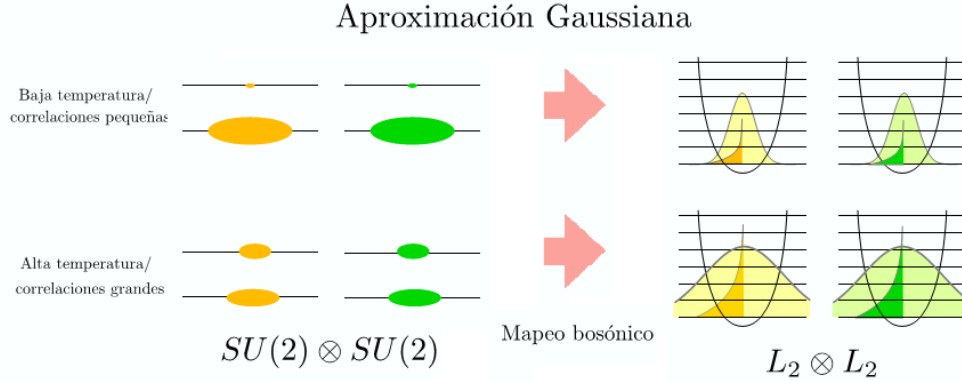 Aproximación Gaussiana
Baja temperatura/
correlaciones pequeñas
Alta temperatura/
correlaciones grandes
Mapeo bosónico
SU(2) ⊗ SU(2)
L₂ ⊗ L₂